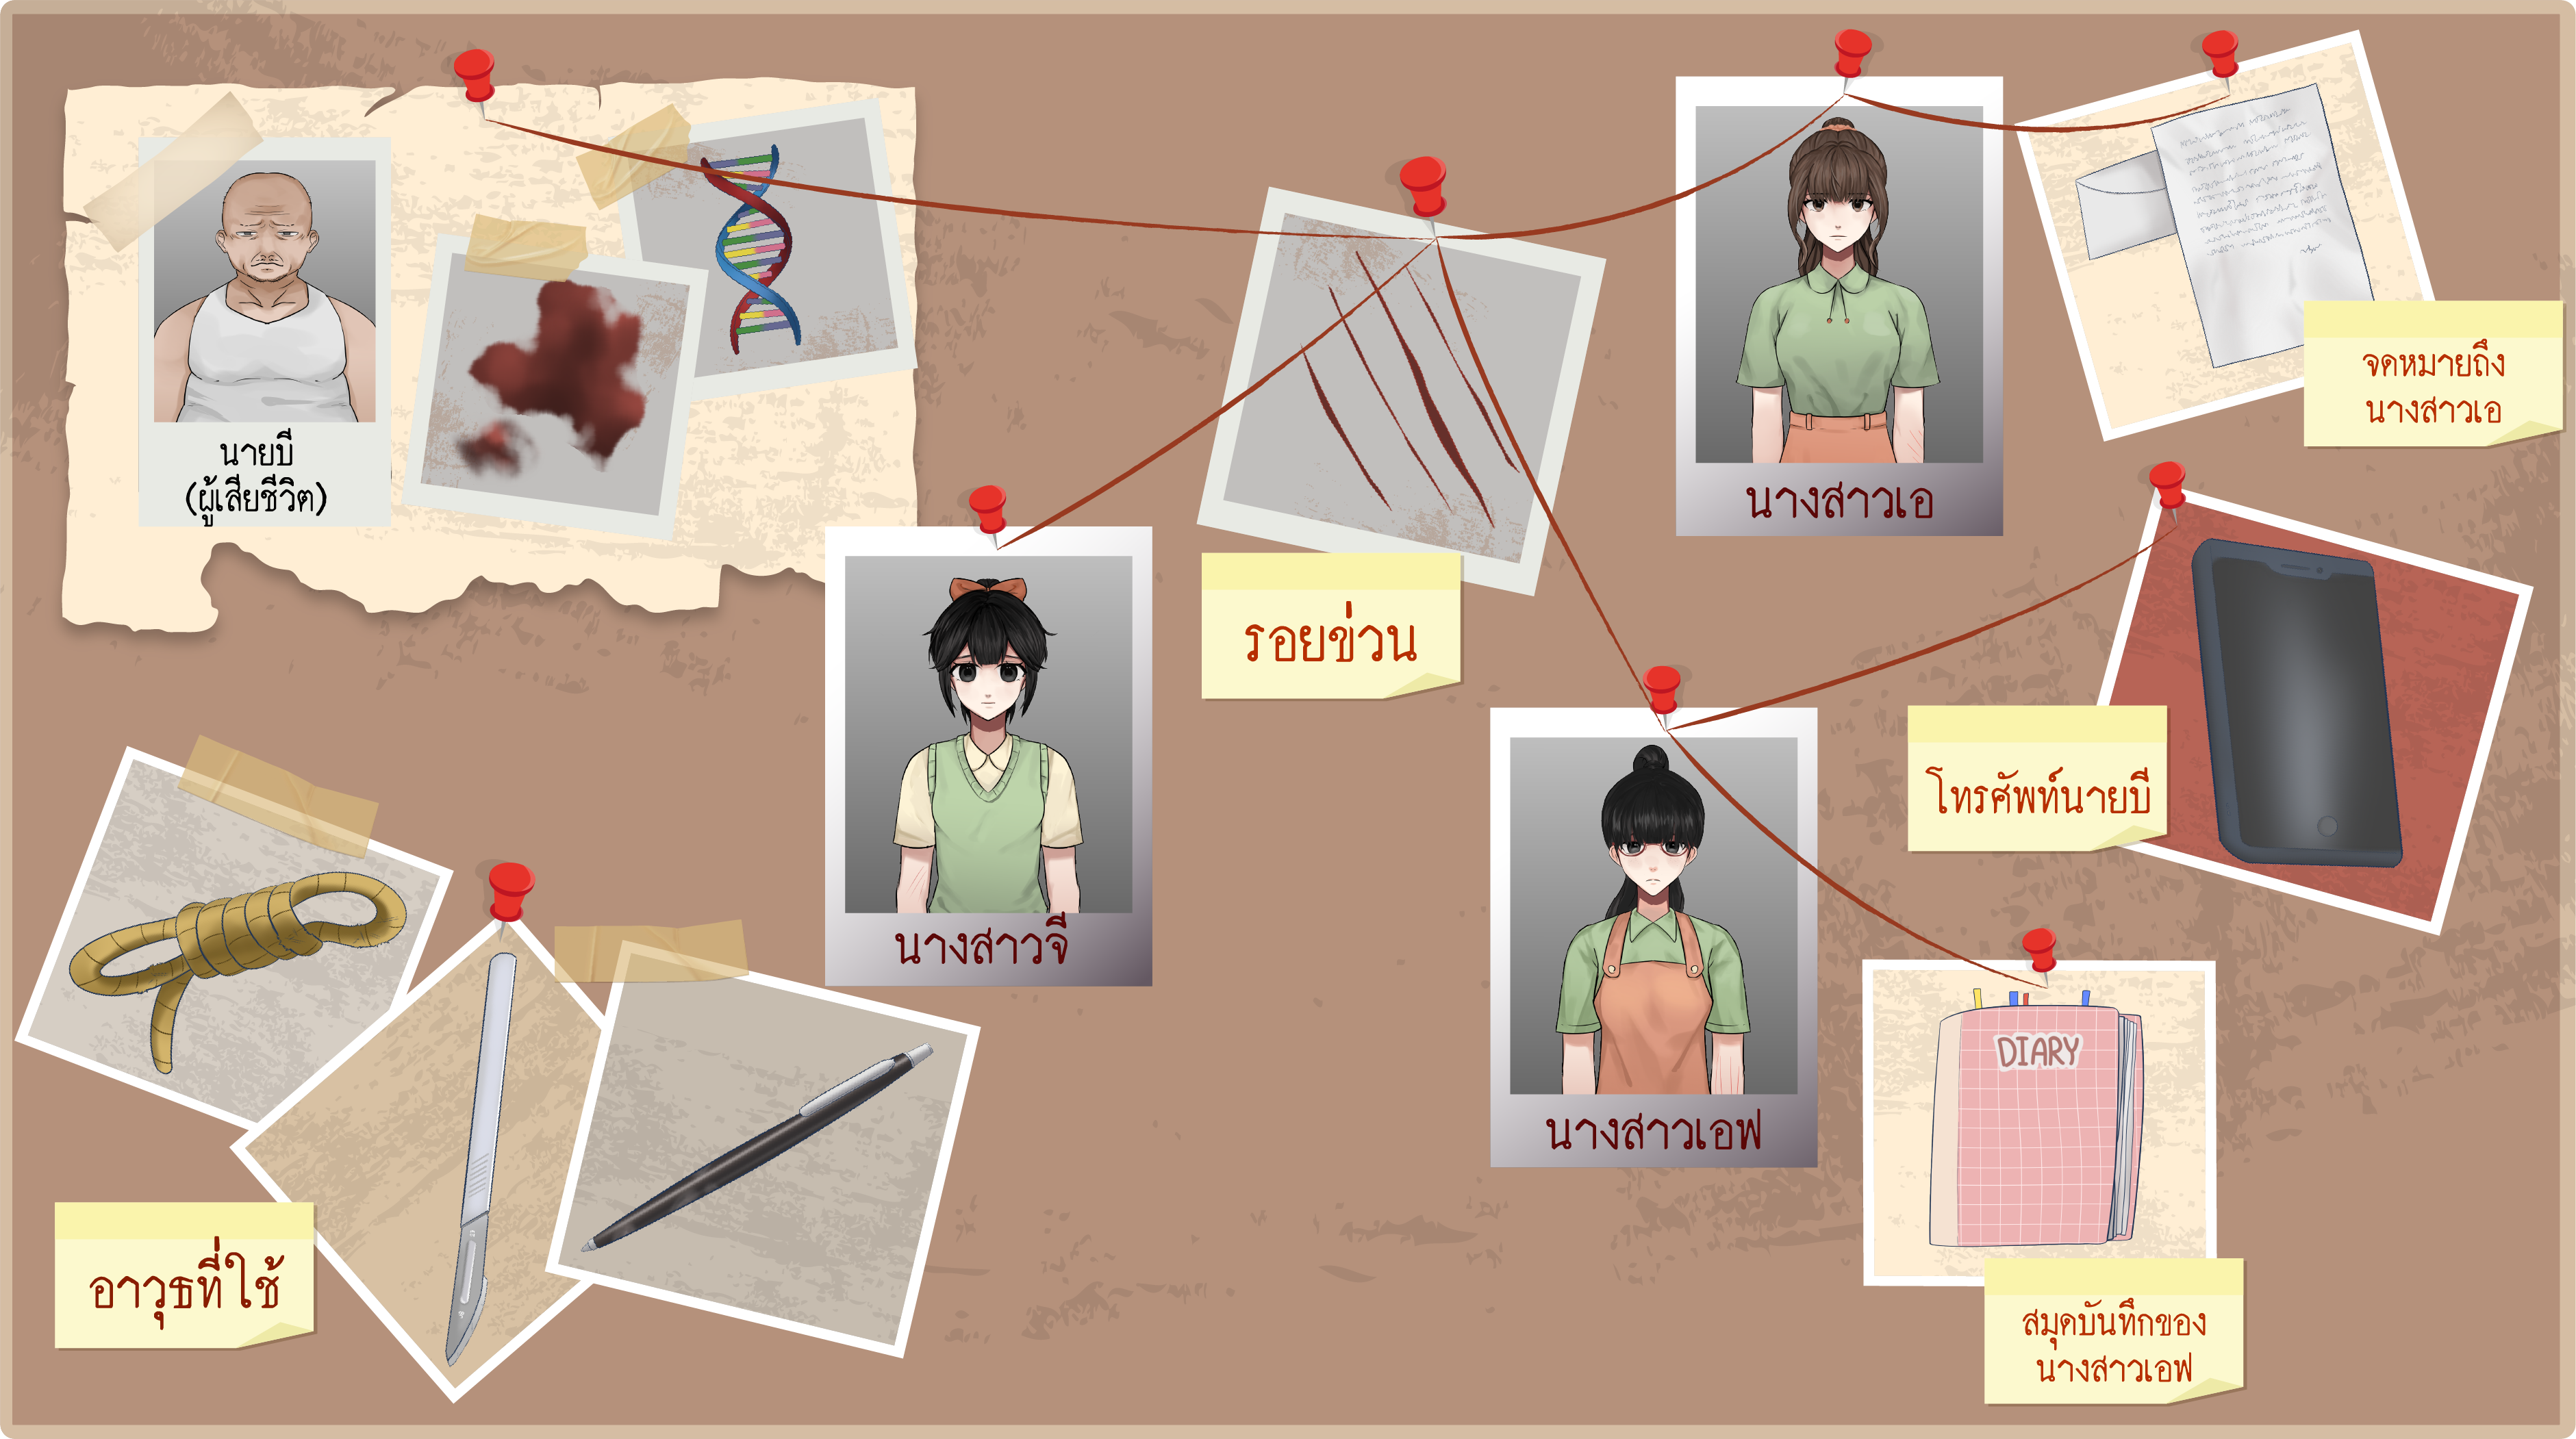 นายบี
(ผู้เสียชีวิต)
นางสาวเอ
จดหมายถึง
นางสาวเอ
รอยข่วน
นางสาวจี
โทรศัพท์นายบี
นางสาวเอฟ
DIARY
สมุดบันทึกของ
นางสาวเอฟ
อาวุธที่ใช้